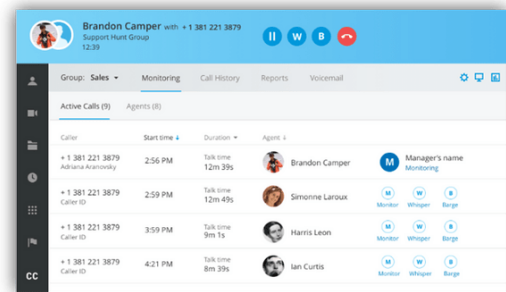 Brandon Camper with + 1 381 221 3879
Support Hunt Group
12:39
W B
Group: Sales Monitoring Call History Reports Voicemail
Active Calls (9) Agents (8)
Caller Start time Duration Agent
+ 1 381 221 3879 2:56 PM Talk time Brandon Camper M Manager's name
Adriana Aranovsky 12m 39s Monitoring
+ 1 381 221 3879 2:59 PM Talk time Simonne Laroux M W B
Caller ID 12m 49s Monitor Whisper Barge
+ 1 381 221 3879 3:59 PM Talk time Harris Leon M W B
Caller ID 9m 1s Monitor Whisper Barge
+ 1 381 221 3879 4:21 PM Talk time Ian Curtis M W B
Caller ID 8m 39s Monitor Whisper Barge
CC